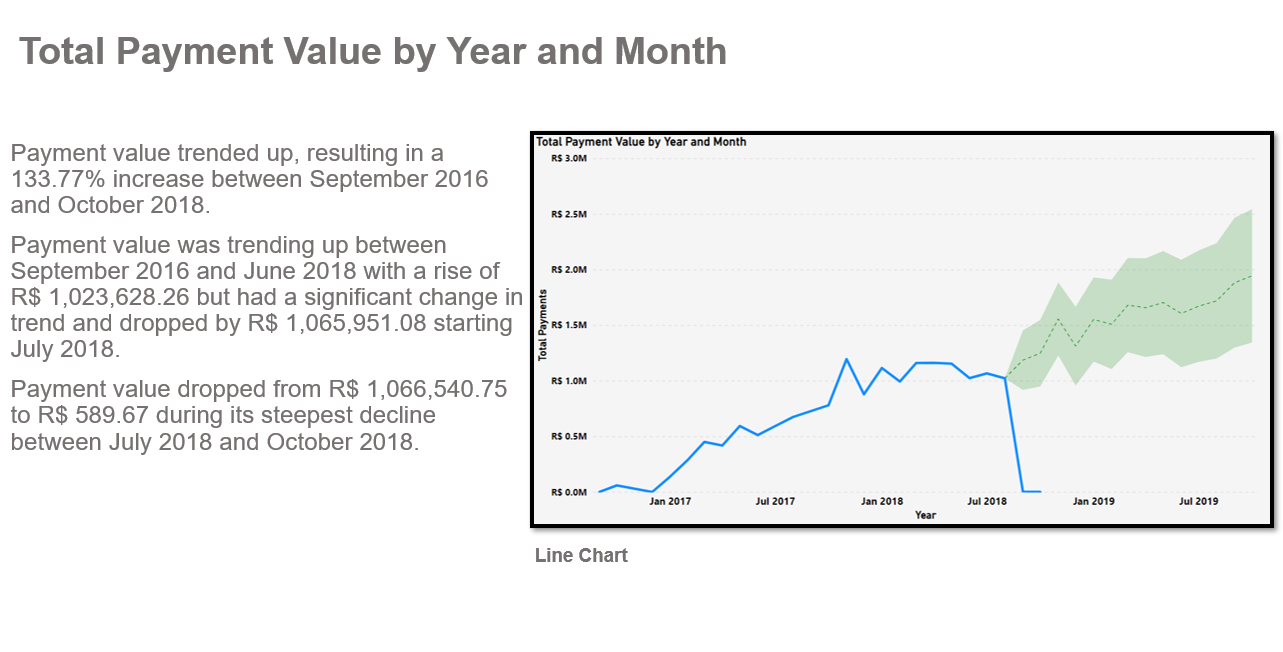 Total Payment Value by Year and Month
Payment value trended up, resulting in a
133.77% increase between September 2016
and October 2018.
Payment value was trending up between
September 2016 and June 2018 with a rise of
R$ 1,023,628.26 but had a significant change in
trend and dropped by R$ 1,065,951.08 starting
July 2018.
Payment value dropped from R$ 1,066,540.75
to R$ 589.67 during its steepest decline
between July 2018 and October 2018.
Total Payment Value by Year and Month
R$ 3.0M
R$ 2.5M
R$ 2.0M
R$ 1.5M
R$ 1.0M
R$ 0.5M
R$ 0.0M
Total Payments
Jan 2017 Jul 2017 Jan 2018 Jul 2018 Jan 2019 Jul 2019
Year
Line Chart